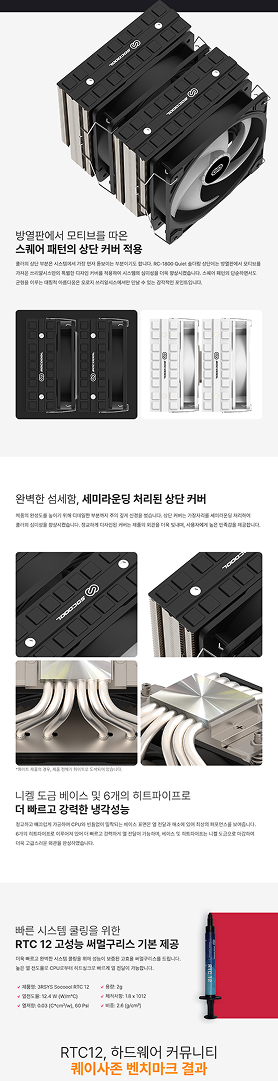 SOCOOOL
방열판에서 모티브를 따온
스퀘어 패턴의 상단 커버 적용
쿨러의 상단 부분은 시스템에서 가장 먼저 돋보이는 부분이기도 합니다. RC-1800 Quiet 솔더링 상단에는 방열판에서 모티브를
가져온 쓰리알시스만의 특별한 디자인 커버를 적용하여 시스템의 심미성을 더욱 향상시켰습니다. 스퀘어 패턴의 단순하면서도
균형을 이루는 대칭적 아름다움은 오로지 쓰리알시스에서만 만날 수 있는 감각적인 포인트입니다.
완벽한 섬세함, 세미라운딩 처리된 상단 커버
제품의 완성도를 높이기 위해 디테일한 부분까지 주의 깊게 신경을 썼습니다. 상단 커버는 가장자리를 세미라운딩 처리하여
쿨러의 심미성을 향상시켰습니다. 정교하게 디자인된 커버는 제품의 외관을 더욱 빛내며, 사용자에게 높은 만족감을 제공합니다.
SOCOOOL
*화이트 제품의 경우, 제품 전체가 화이트로 도색되어 있습니다.
니켈 도금 베이스 및 6개의 히트파이프로
더 빠르고 강력한 냉각성능
정교하고 매끄럽게 가공하여 CPU와 빈틈없이 밀착되는 베이스 표면은 열 전달과 해소에 있어 최상의 퍼포먼스를 보여줍니다.
6개의 히트파이프로 이루어져 있어 더 빠르고 강력하게 열 전달이 가능하며, 베이스 및 히트파이프는 니켈 도금으로 마감하여
더욱 고급스러운 외관을 완성하였습니다.
빠른 시스템 쿨링을 위한
RTC 12 고성능 써멀구리스 기본 제공
더욱 빠르고 완벽한 시스템 쿨링을 위해 성능이 보증된 고효율 써멀구리스를 드립니다.
높은 열 전도율로 CPU로부터 히트싱크로 빠르게 열 전달이 가능합니다.
✓ 제품명: 3RSYS Socoool RTC 12
✓ 용량: 2g
✓ 열전도율: 12.4 W (W/m°C)
✓ 체적저항: 1.8 x 1012
✓ 열저항: 0.03 (C*cm²/w), 60 Psi
✓ 비중: 2.6 (g/cm³)
RTC12, 하드웨어 커뮤니티
퀘이사존 벤치마크 결과